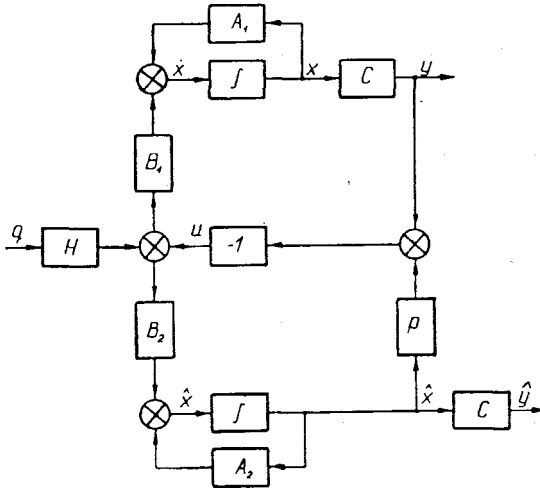 A₁
ẋ ∫ x C y
B₁
q H u -1
B₂ P
x̂ ∫ x̂ C ŷ
A₂